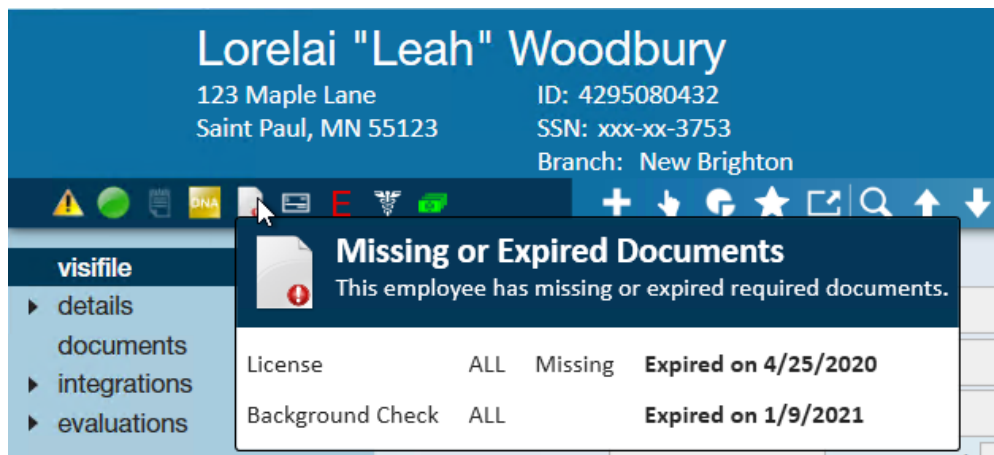 Lorelai "Leah" Woodbury
123 Maple Lane
Saint Paul, MN 55123
ID: 4295080432
SSN: xxx-xx-3753
Branch: New Brighton
DNA
E
Missing or Expired Documents
This employee has missing or expired required documents.
License ALL Missing Expired on 4/25/2020
Background Check ALL Expired on 1/9/2021
visifile
details
documents
integrations
evaluations